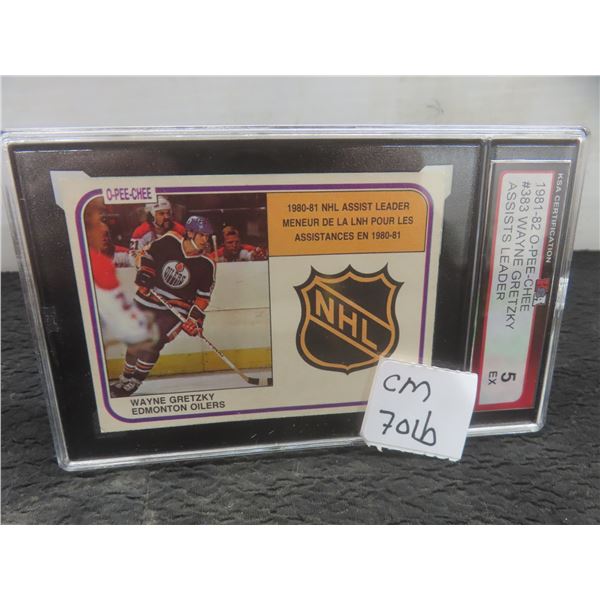 O-PEE-CHEE
1980-81 NHL ASSIST LEADER
MENEUR DE LA LNH POUR LES
ASSISTANCES EN 1980-81
NHL
WAYNE GRETZKY
EDMONTON OILERS
KSA CERTIFICATION
1981-82 O-PEE-CHEE
#383 WAYNE GRETZKY
ASSISTS LEADER
5
EX
CM
70lb